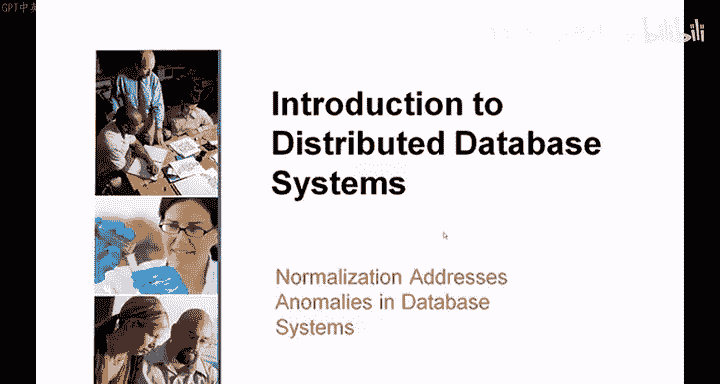 GPT中英
bilibili
Introduction to
Distributed Database
Systems
Normalization Addresses
Anomalies in Database
Systems